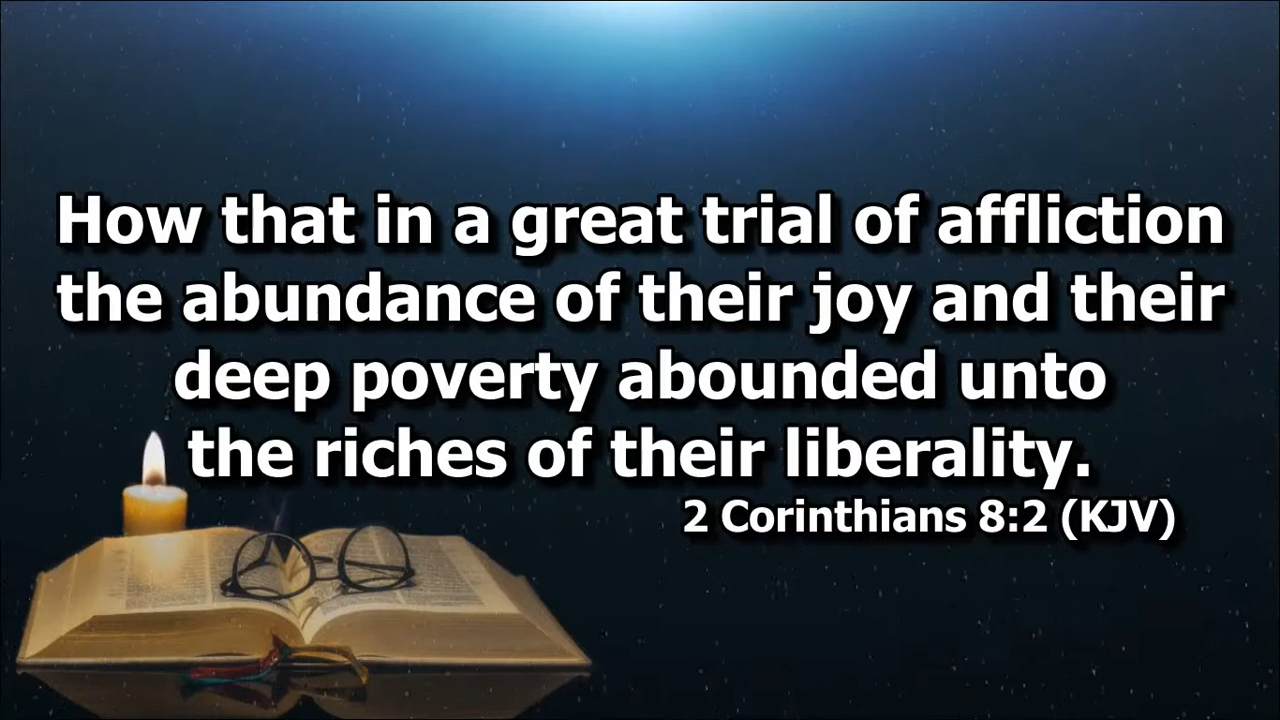 How that in a great trial of affliction
the abundance of their joy and their
deep poverty abounded unto
the riches of their liberality.
2 Corinthians 8:2 (KJV)